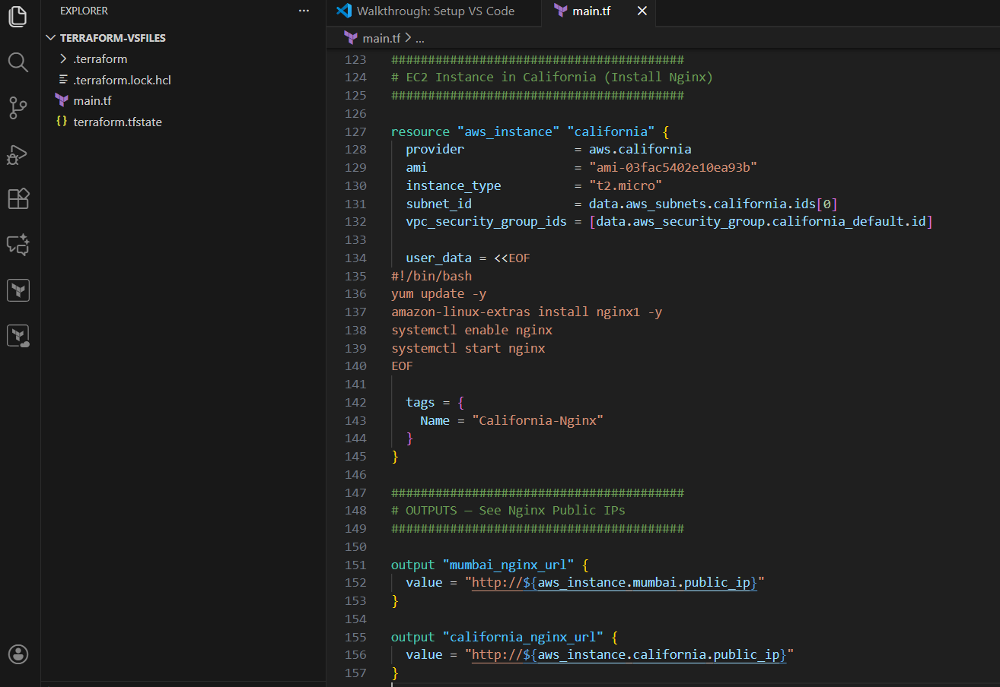 EXPLORER
TERRAFORM-VSFILES
.terraform
.terraform.lock.hcl
main.tf
terraform.tfstate
Walkthrough: Setup VS Code
main.tf
main.tf > ...
123 ########################################
124 # EC2 Instance in California (Install Nginx)
125 ########################################
126
127 resource "aws_instance" "california" {
128   provider               = aws.california
129   ami                    = "ami-03fac5402e10ea93b"
130   instance_type          = "t2.micro"
131   subnet_id              = data.aws_subnets.california.ids[0]
132   vpc_security_group_ids = [data.aws_security_group.california_default.id]
133
134   user_data = <<EOF
135 #!/bin/bash
136 yum update -y
137 amazon-linux-extras install nginx1 -y
138 systemctl enable nginx
139 systemctl start nginx
140 EOF
141
142   tags = {
143     Name = "California-Nginx"
144   }
145 }
146
147 ########################################
148 # OUTPUTS — See Nginx Public IPs
149 ########################################
150
151 output "mumbai_nginx_url" {
152   value = "http://${aws_instance.mumbai.public_ip}"
153 }
154
155 output "california_nginx_url" {
156   value = "http://${aws_instance.california.public_ip}"
157 }